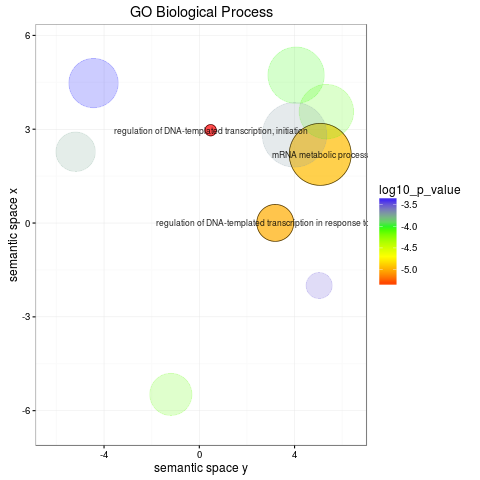 GO Biological Process
6
3
0
-3
-6
semantic space x
regulation of DNA-templated transcription, initiation
mRNA metabolic process
regulation of DNA-templated transcription in response to
-4
0
4
semantic space y
log10_p_value
-3.5
-4.0
-4.5
-5.0